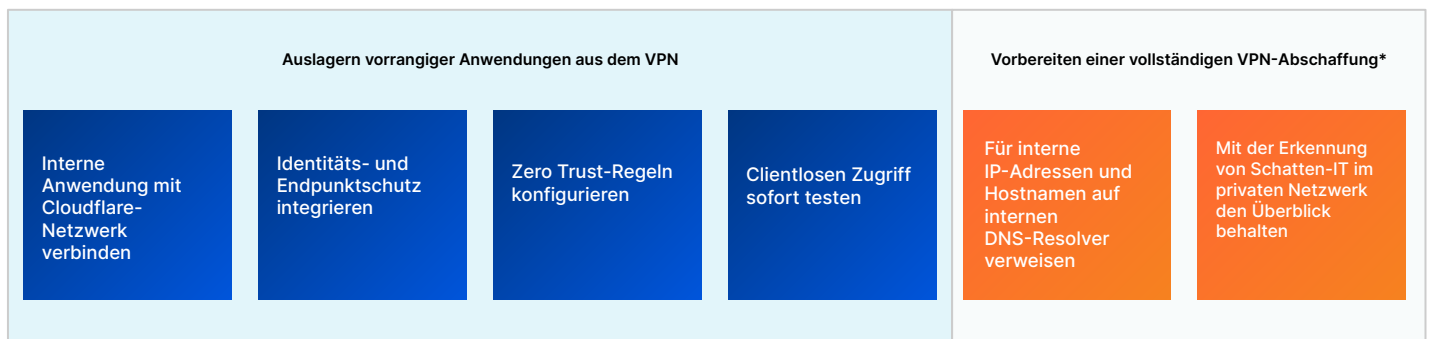 Auslagern vorrangiger Anwendungen aus dem VPN
Vorbereiten einer vollständigen VPN-Abschaffung*
Interne
Anwendung mit
Cloudflare-
Netzwerk
verbinden
Identitäts- und
Endpunktschutz
integrieren
Zero Trust-Regeln
konfigurieren
Clientlosen Zugriff
sofort testen
Für interne
IP-Adressen und
Hostnamen auf
internen
DNS-Resolver
verweisen
Mit der Erkennung
von Schatten-IT im
privaten Netzwerk
den Überblick
behalten